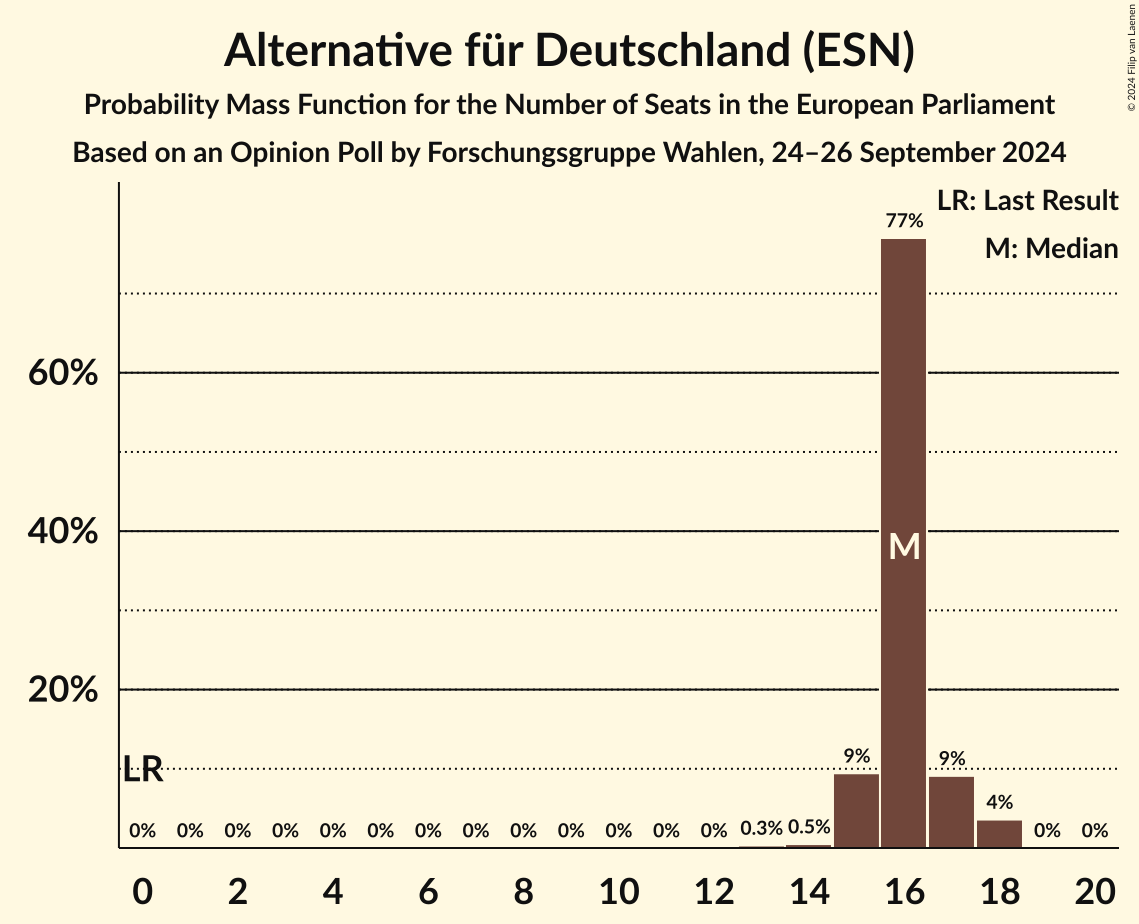 Alternative für Deutschland (ESN)
Probability Mass Function for the Number of Seats in the European Parliament
Based on an Opinion Poll by Forschungsgruppe Wahlen, 24–26 September 2024
© 2024 Filip van Laenen
LR: Last Result
M: Median
77%
60%
40%
M
20%
LR
0% 0% 0% 0% 0% 0% 0% 0% 0% 0% 0% 0% 0% 0.3% 0.5% 9% 9% 4% 0% 0%
0 2 4 6 8 10 12 14 16 18 20